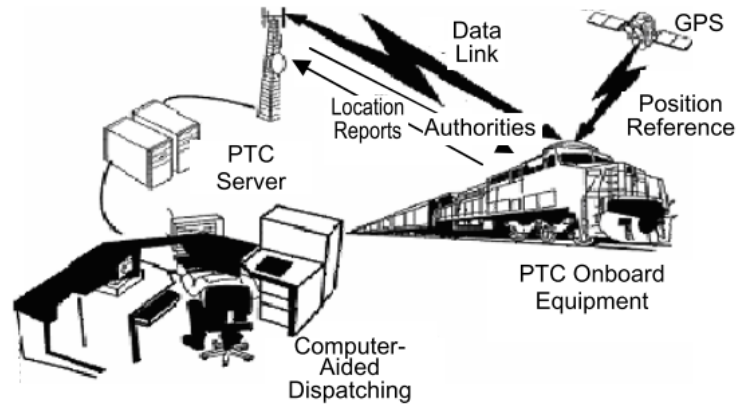 GPS
Data
Link
Position
Reference
Location
Reports
Authorities
PTC
Server
PTC Onboard
Equipment
Computer-
Aided
Dispatching